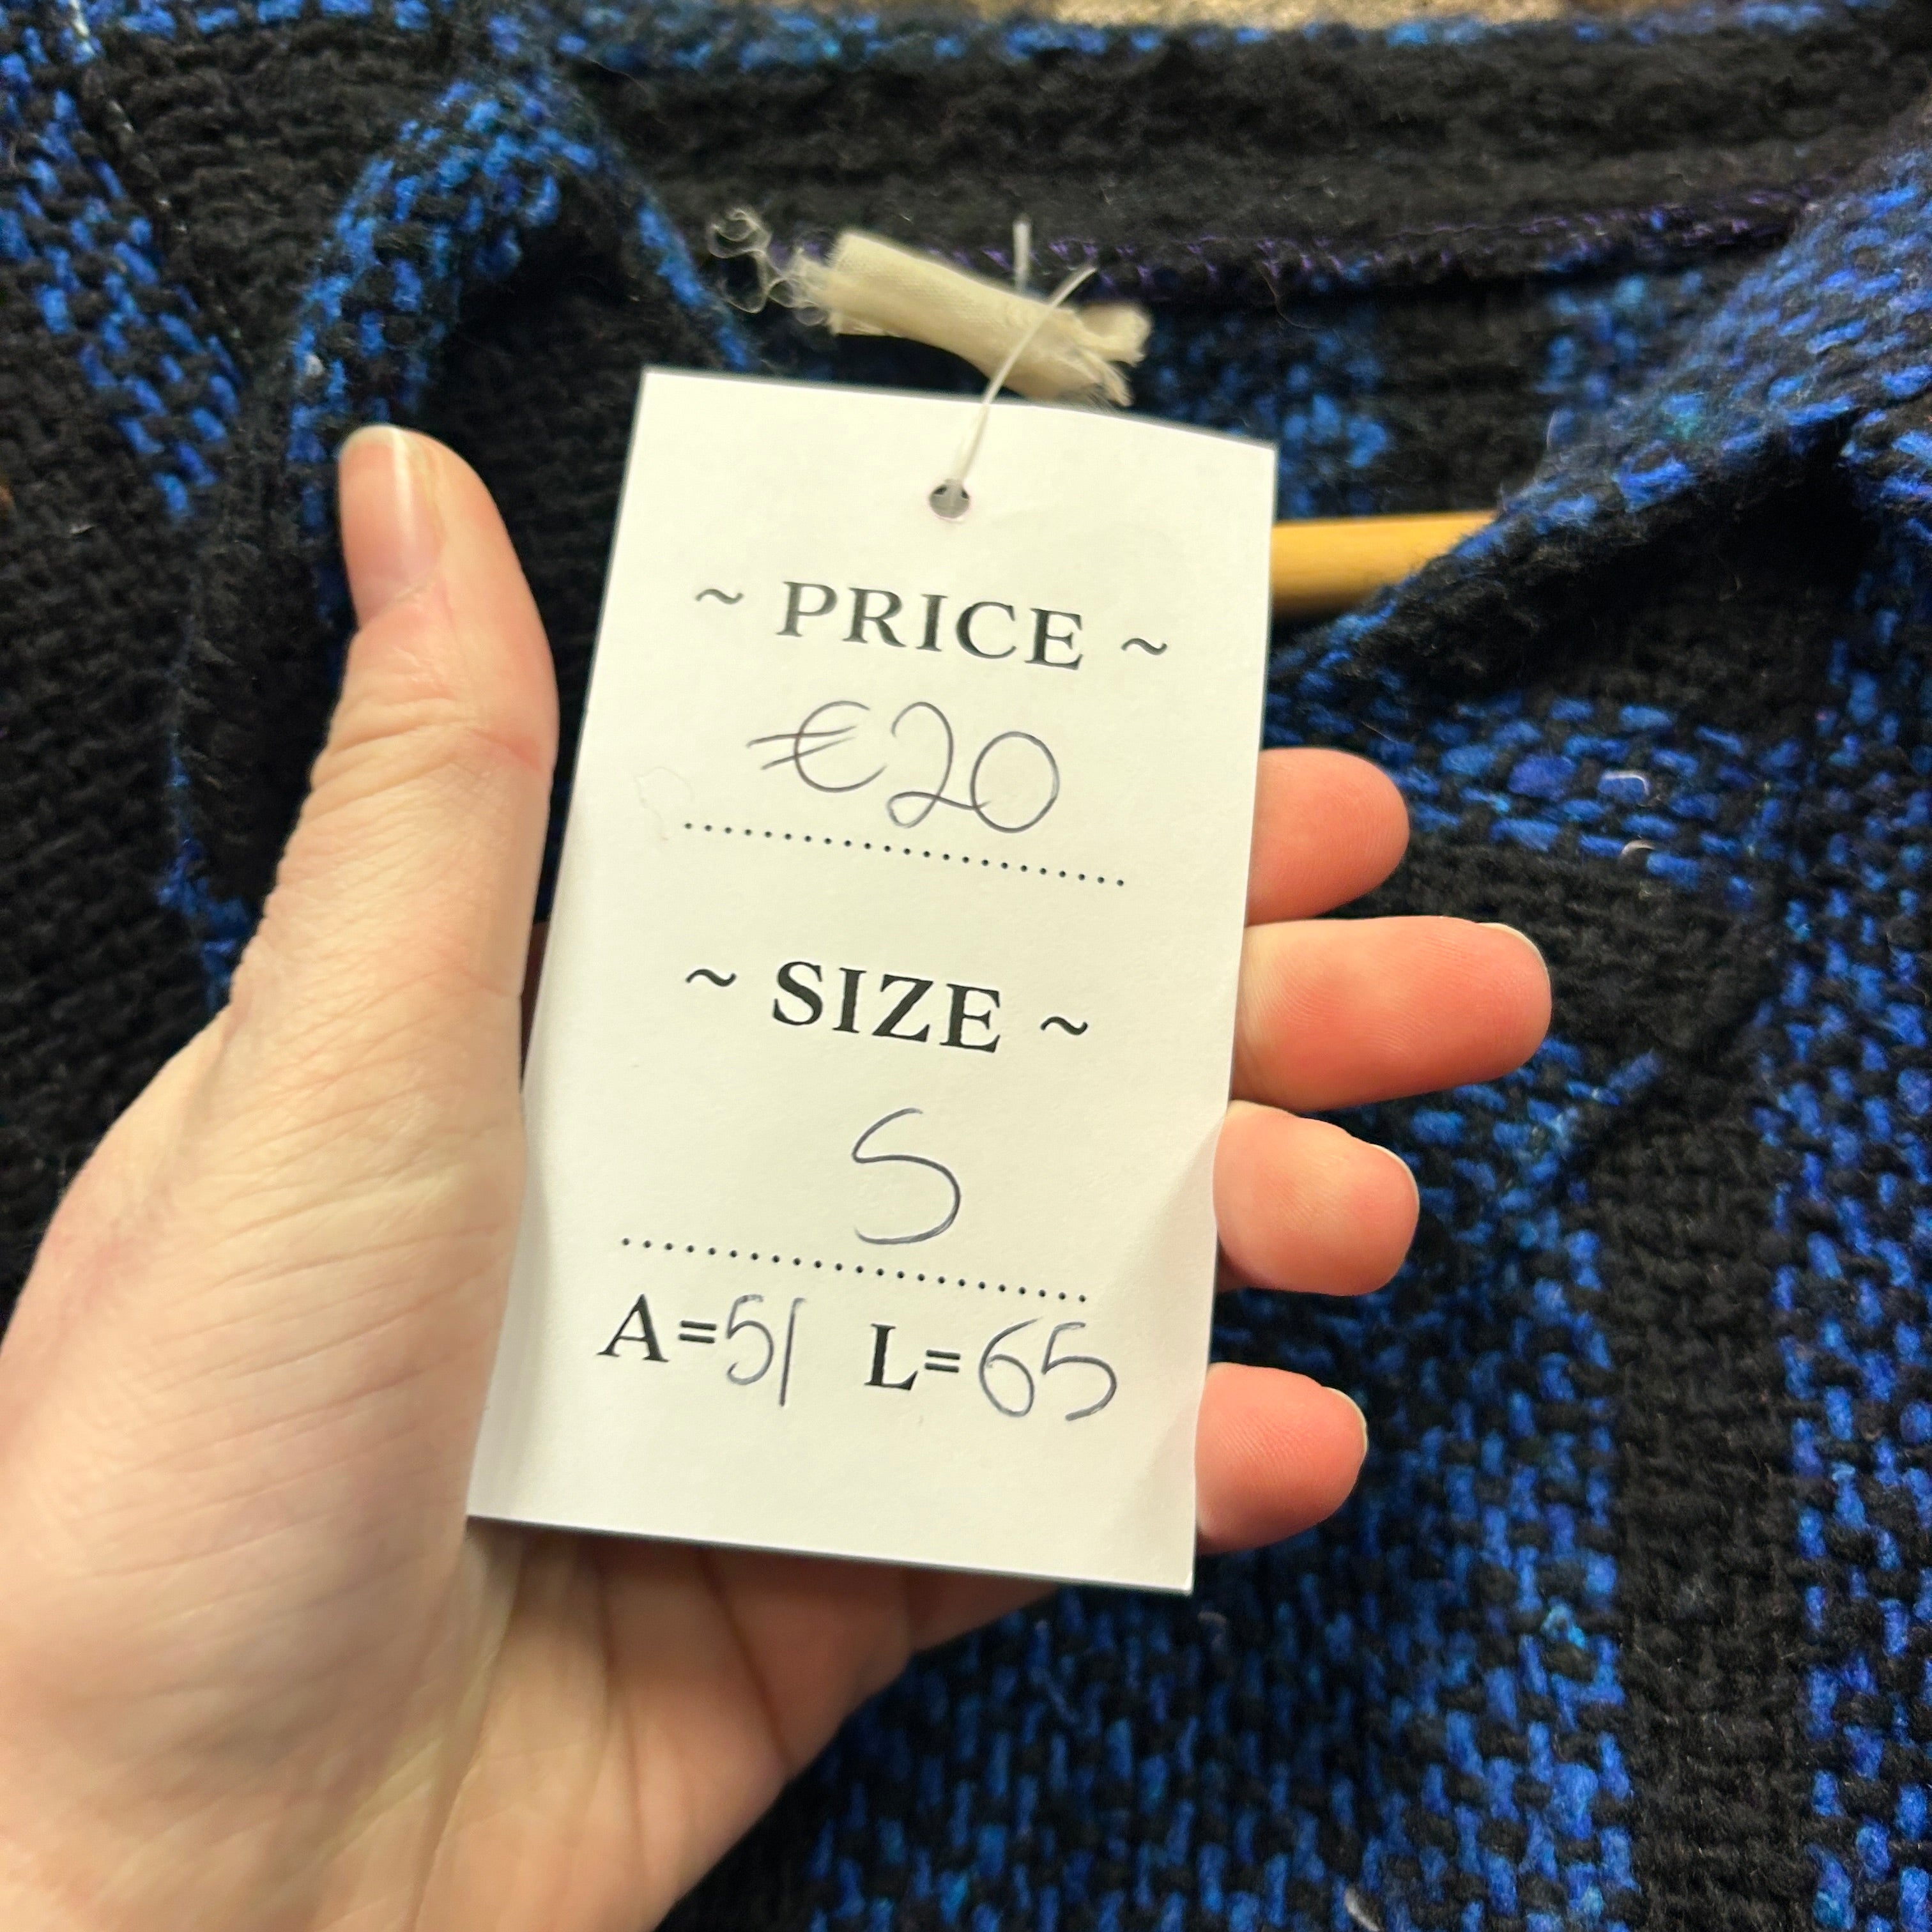 ~ PRICE ~
€20
~ SIZE ~
S
A=51 L=65